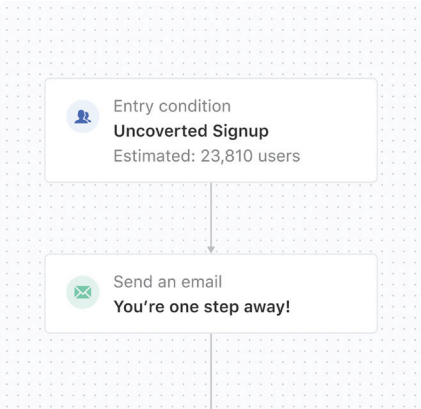 Entry condition
Uncoverted Signup
Estimated: 23,810 users
Send an email
You’re one step away!